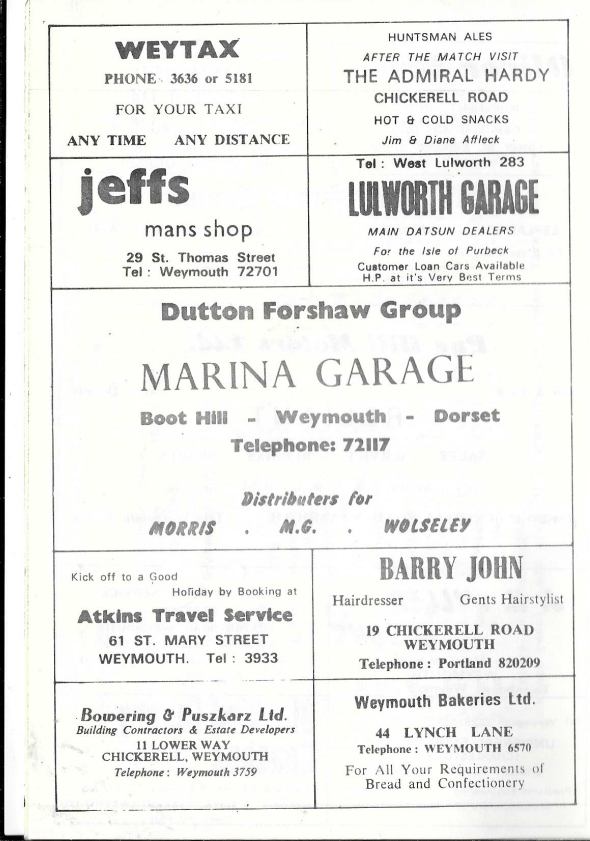 WEYTAX
PHONE 3636 or 5181
FOR YOUR TAXI
ANY TIME ANY DISTANCE
HUNTSMAN ALES
AFTER THE MATCH VISIT
THE ADMIRAL HARDY
CHICKERELL ROAD
HOT & COLD SNACKS
Jim & Diane Affleck
jeffs
mans shop
29 St. Thomas Street
Tel : Weymouth 72701
Tel : West Lulworth 283
LULWORTH GARAGE
MAIN DATSUN DEALERS
For the Isle of Purbeck
Customer Loan Cars Available
H.P. at it's Very Best Terms
Dutton Forshaw Group
MARINA GARAGE
Boot Hill - Weymouth - Dorset
Telephone: 72117
Distributers for
MORRIS . M.G. . WOLSELEY
Kick off to a Good
Holiday by Booking at
Atkins Travel Service
61 ST. MARY STREET
WEYMOUTH. Tel : 3933
BARRY JOHN
Hairdresser Gents Hairstylist
19 CHICKERELL ROAD
WEYMOUTH
Telephone : Portland 820209
Bowering & Puszkarz Ltd.
Building Contractors & Estate Developers
11 LOWER WAY
CHICKERELL, WEYMOUTH
Telephone : Weymouth 3759
Weymouth Bakeries Ltd.
44 LYNCH LANE
Telephone : WEYMOUTH 6570
For All Your Requirements of
Bread and Confectionery